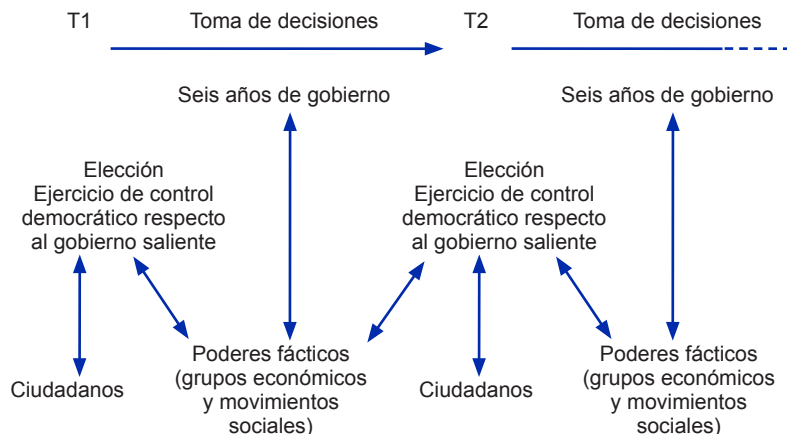 T1
Toma de decisiones
T2
Toma de decisiones
Seis años de gobierno
Seis años de gobierno
Elección
Ejercicio de control
democrático respecto
al gobierno saliente
Elección
Ejercicio de control
democrático respecto
al gobierno saliente
Ciudadanos
Poderes fácticos
(grupos económicos
y movimientos
sociales)
Ciudadanos
Poderes fácticos
(grupos económicos
y movimientos
sociales)